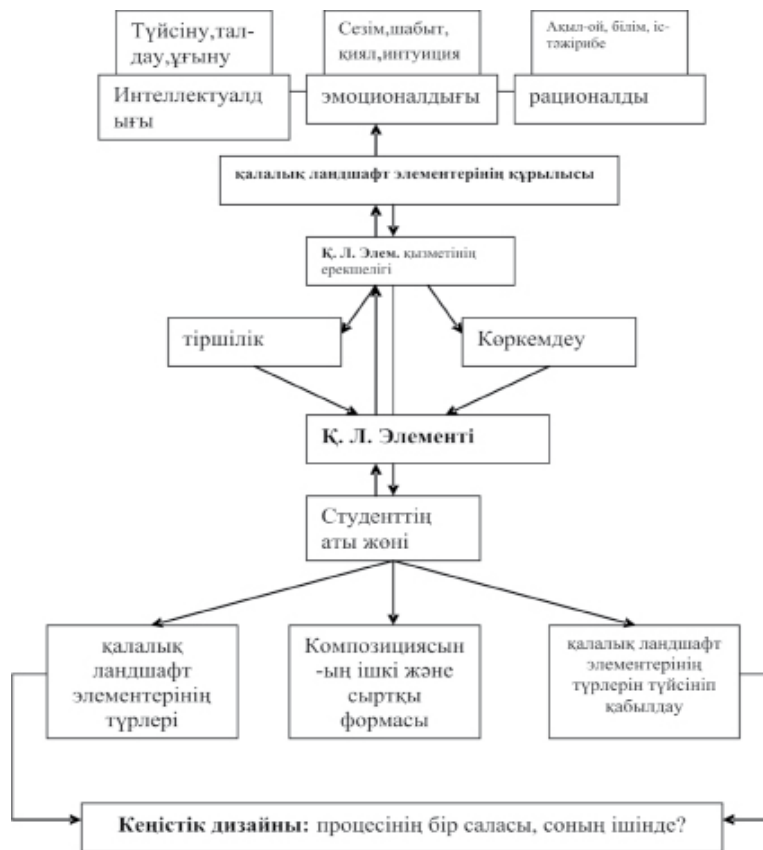 Түйсіну,тал-
дау,ұғыну
Сезім,шабыт,
қиял,интуиция
Ақыл-ой, білім, іс-
тәжірибе
Интеллектуалд
ығы
эмоционалдығы
рационалды
қалалық ландшафт элементерінің құрылысы
Қ. Л. Элем. қызметінің
ерекшелігі
тіршілік
Көркемдеу
Қ. Л. Элементі
Студенттің
аты жөні
қалалық
ландшафт
элементерінің
түрлері
Композициясын
-ың ішкі және
сыртқы
формасы
қалалық ландшафт
элементерінің
түрлерін түйсініп
қабылдау
Кеңістік дизайны: процесінің бір саласы, соның ішінде?